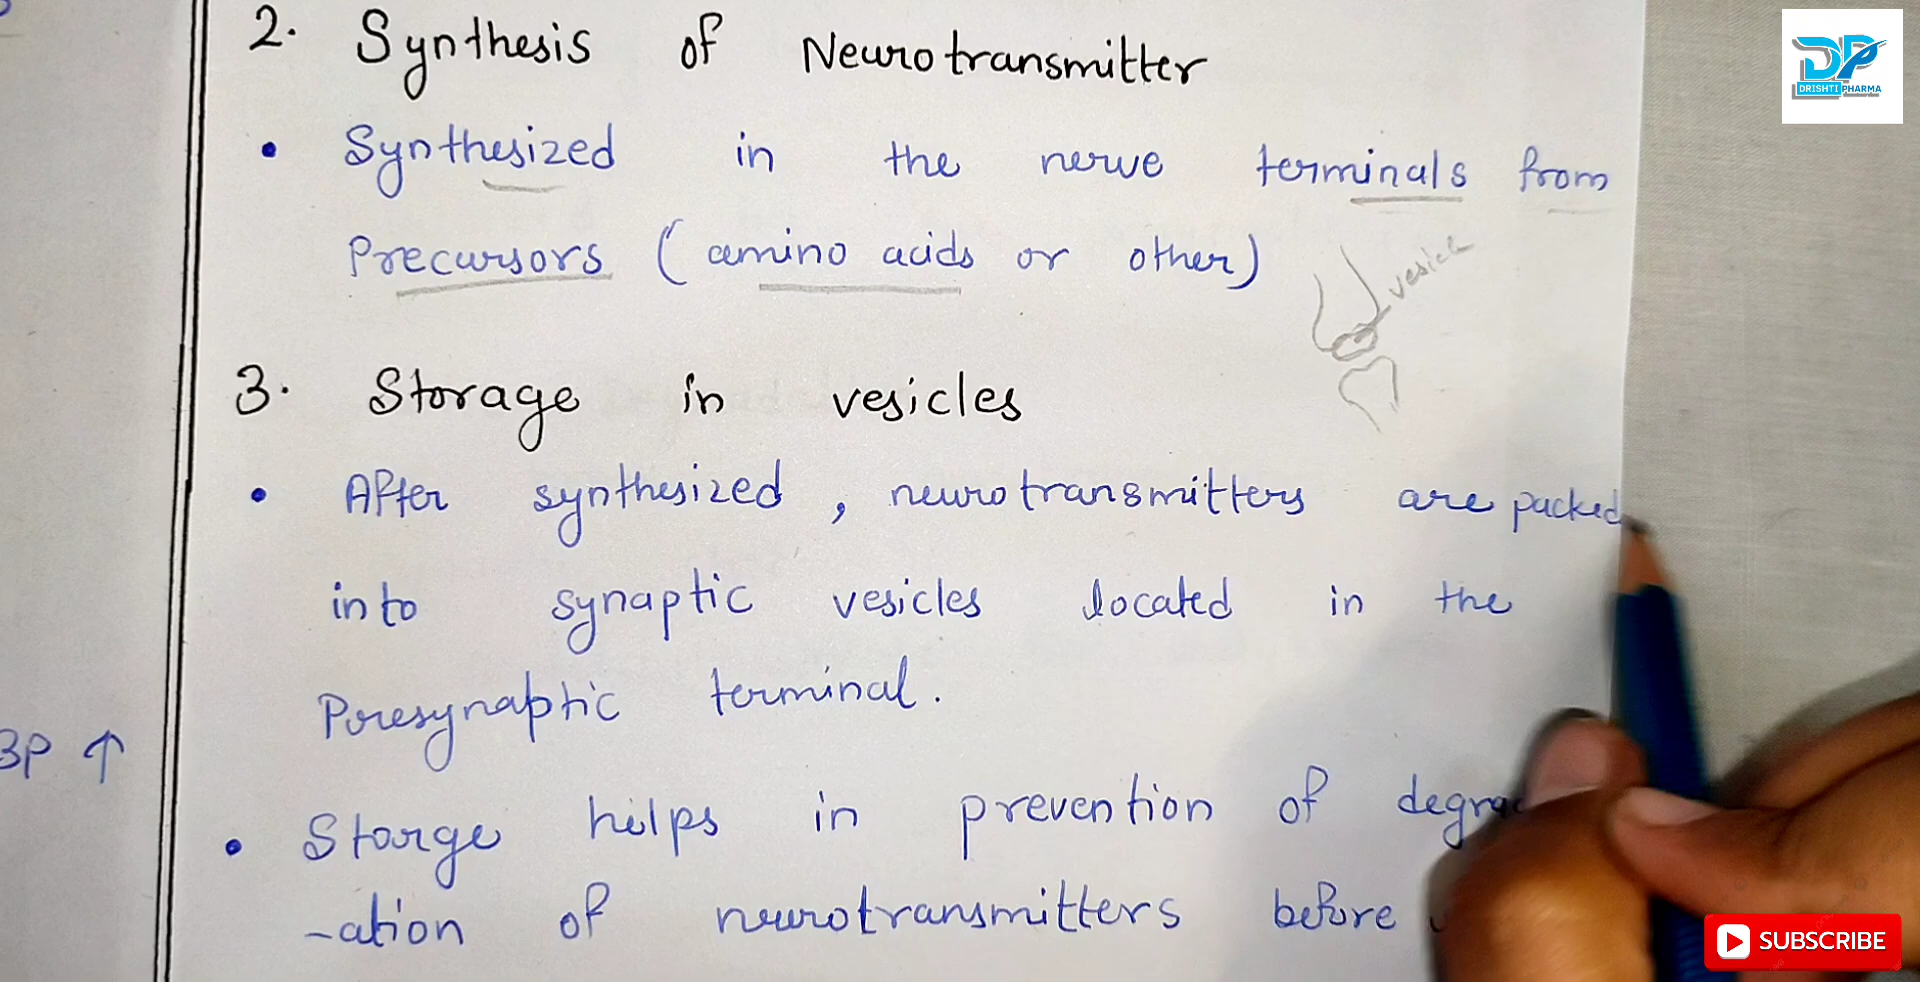 2. Synthesis of Neurotransmitter
• Synthesized in the nerve terminals from
Precursors (amino acids or other)
vesicle
3. Storage in vesicles
• After synthesized, neurotransmitters are packed
into synaptic vesicles located in the
Presynaptic terminal.
BP ↑
• Storge helps in prevention of
-ation of neurotransmitters before
DP
DRISHTI PHARMA
SUBSCRIBE